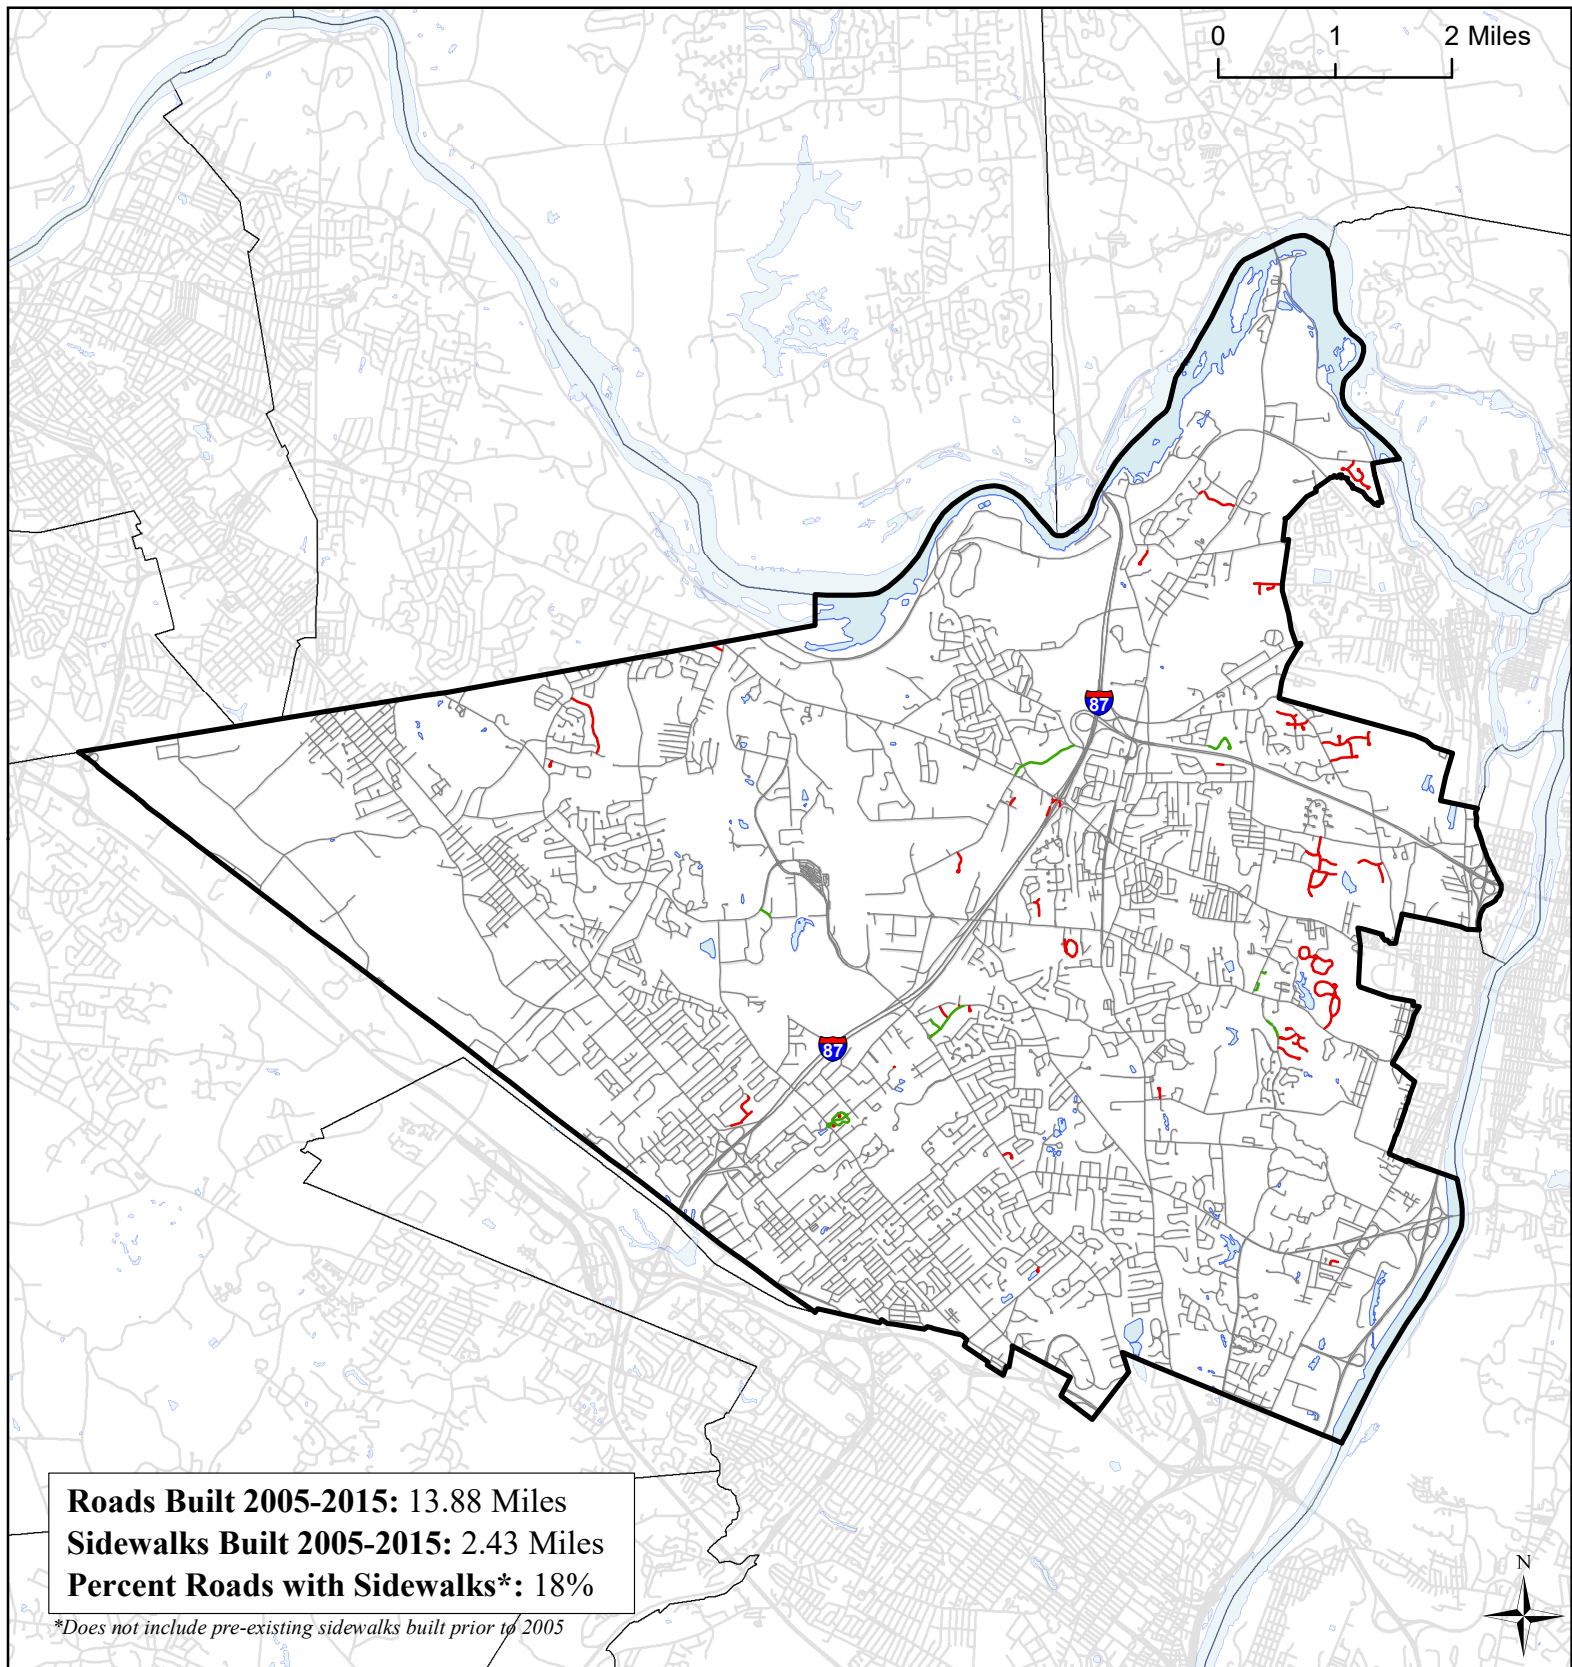 0 1 2 Miles
87
87
Roads Built 2005-2015: 13.88 Miles
Sidewalks Built 2005-2015: 2.43 Miles
Percent Roads with Sidewalks*: 18%
*Does not include pre-existing sidewalks built prior to 2005
N